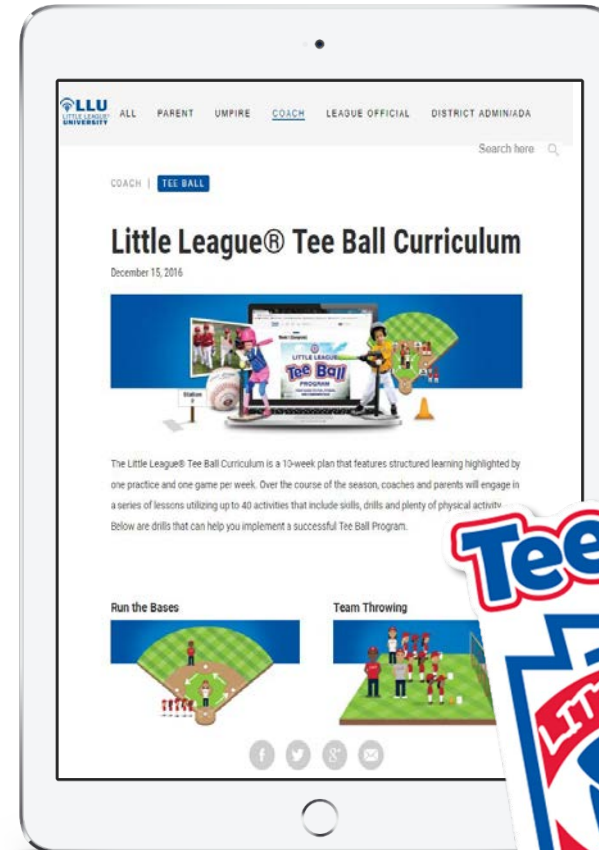 LLU
LITTLE LEAGUE®
UNIVERSITY
ALL PARENT UMPIRE COACH LEAGUE OFFICIAL DISTRICT ADMIN/ADA
Search here
COACH | TEE BALL
Little League® Tee Ball Curriculum
December 15, 2016
LITTLE LEAGUE
Tee Ball
PROGRAM
Station
The Little League® Tee Ball Curriculum is a 10-week plan that features structured learning highlighted by
one practice and one game per week. Over the course of the season, coaches and parents will engage in
a series of lessons utilizing up to 40 activities that include skills, drills and plenty of physical activity.
Below are drills that can help you implement a successful Tee Ball Program.
Run the Bases Team Throwing
Tee
LIT